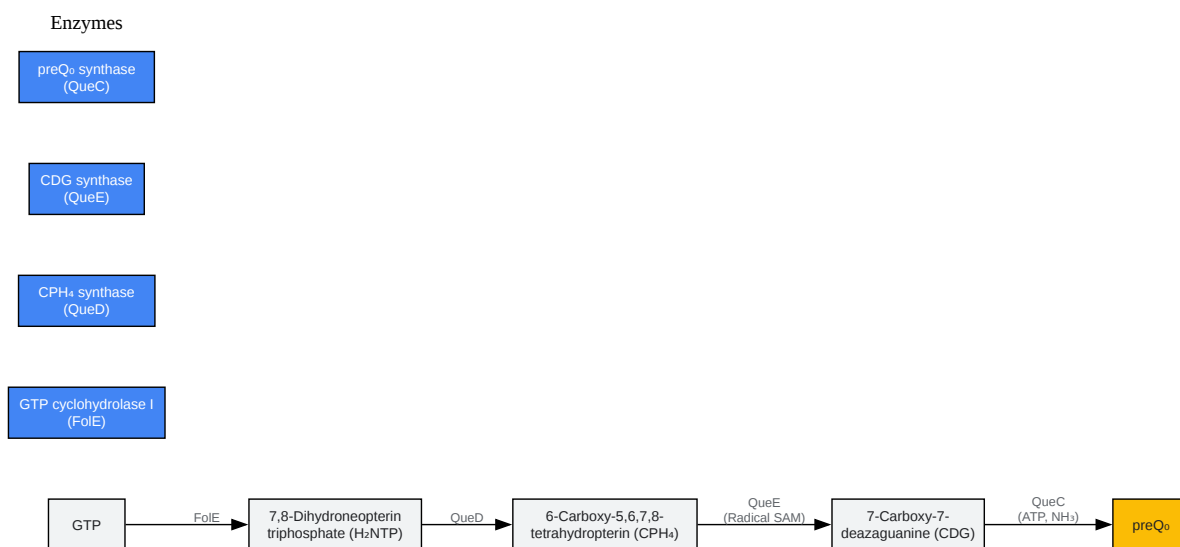 Enzymes
preQ₀ synthase
(QueC)
CDG synthase
(QueE)
CPH₄ synthase
(QueD)
GTP cyclohydrolase I
(FolE)
GTP
FolE
7,8-Dihydroneopterin
triphosphate (H₂NTP)
QueD
6-Carboxy-5,6,7,8-
tetrahydropterin (CPH₄)
QueE
(Radical SAM)
7-Carboxy-7-
deazaguanine (CDG)
QueC
(ATP, NH₃)
preQ₀